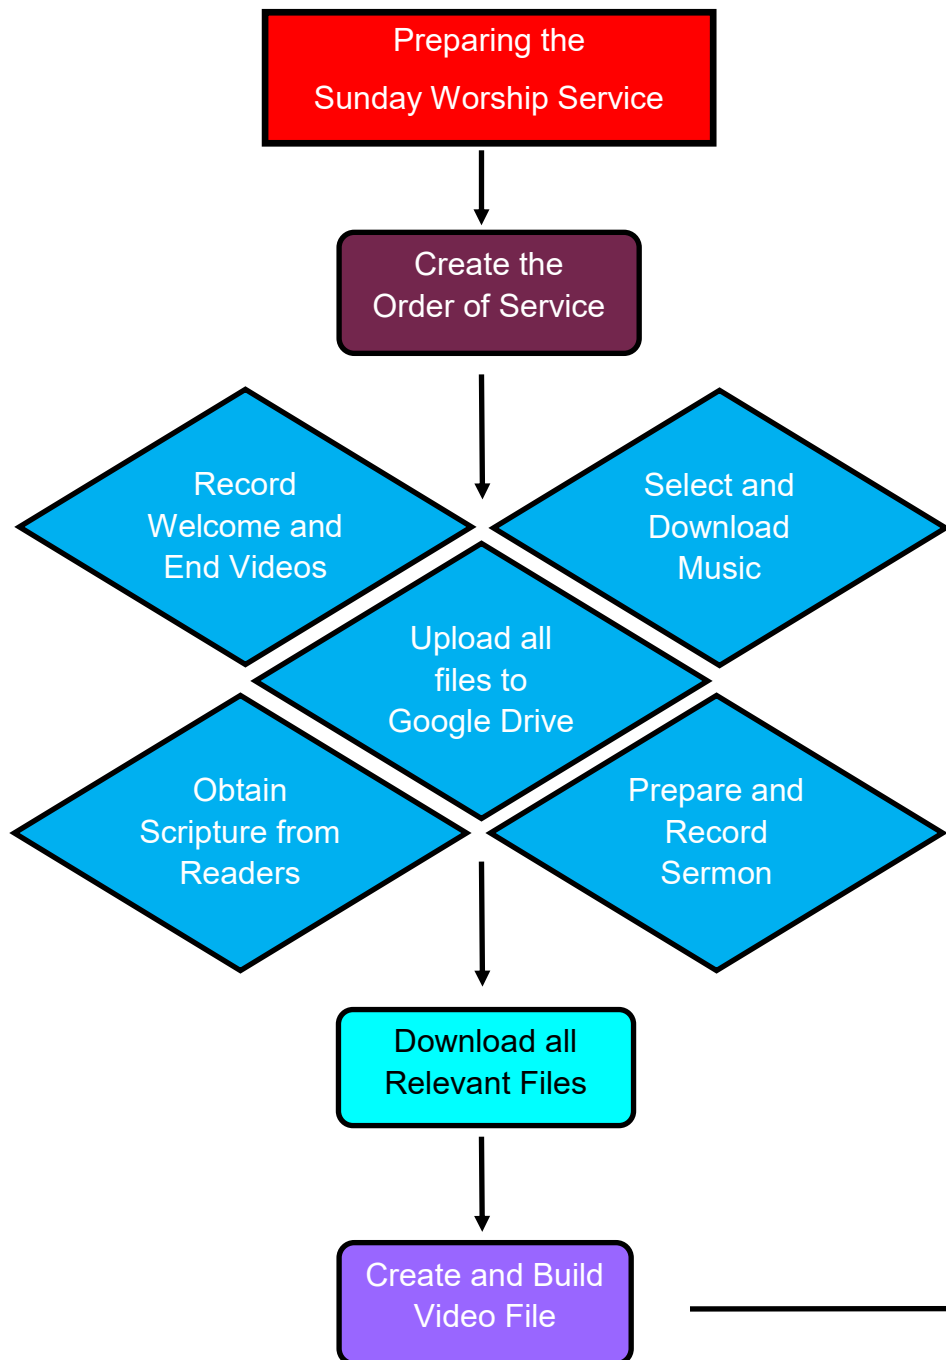 Preparing the
Sunday Worship Service
Create the
Order of Service
Record
Welcome and
End Videos
Select and
Download
Music
Upload all
files to
Google Drive
Obtain
Scripture from
Readers
Prepare and
Record
Sermon
Download all
Relevant Files
Create and Build
Video File